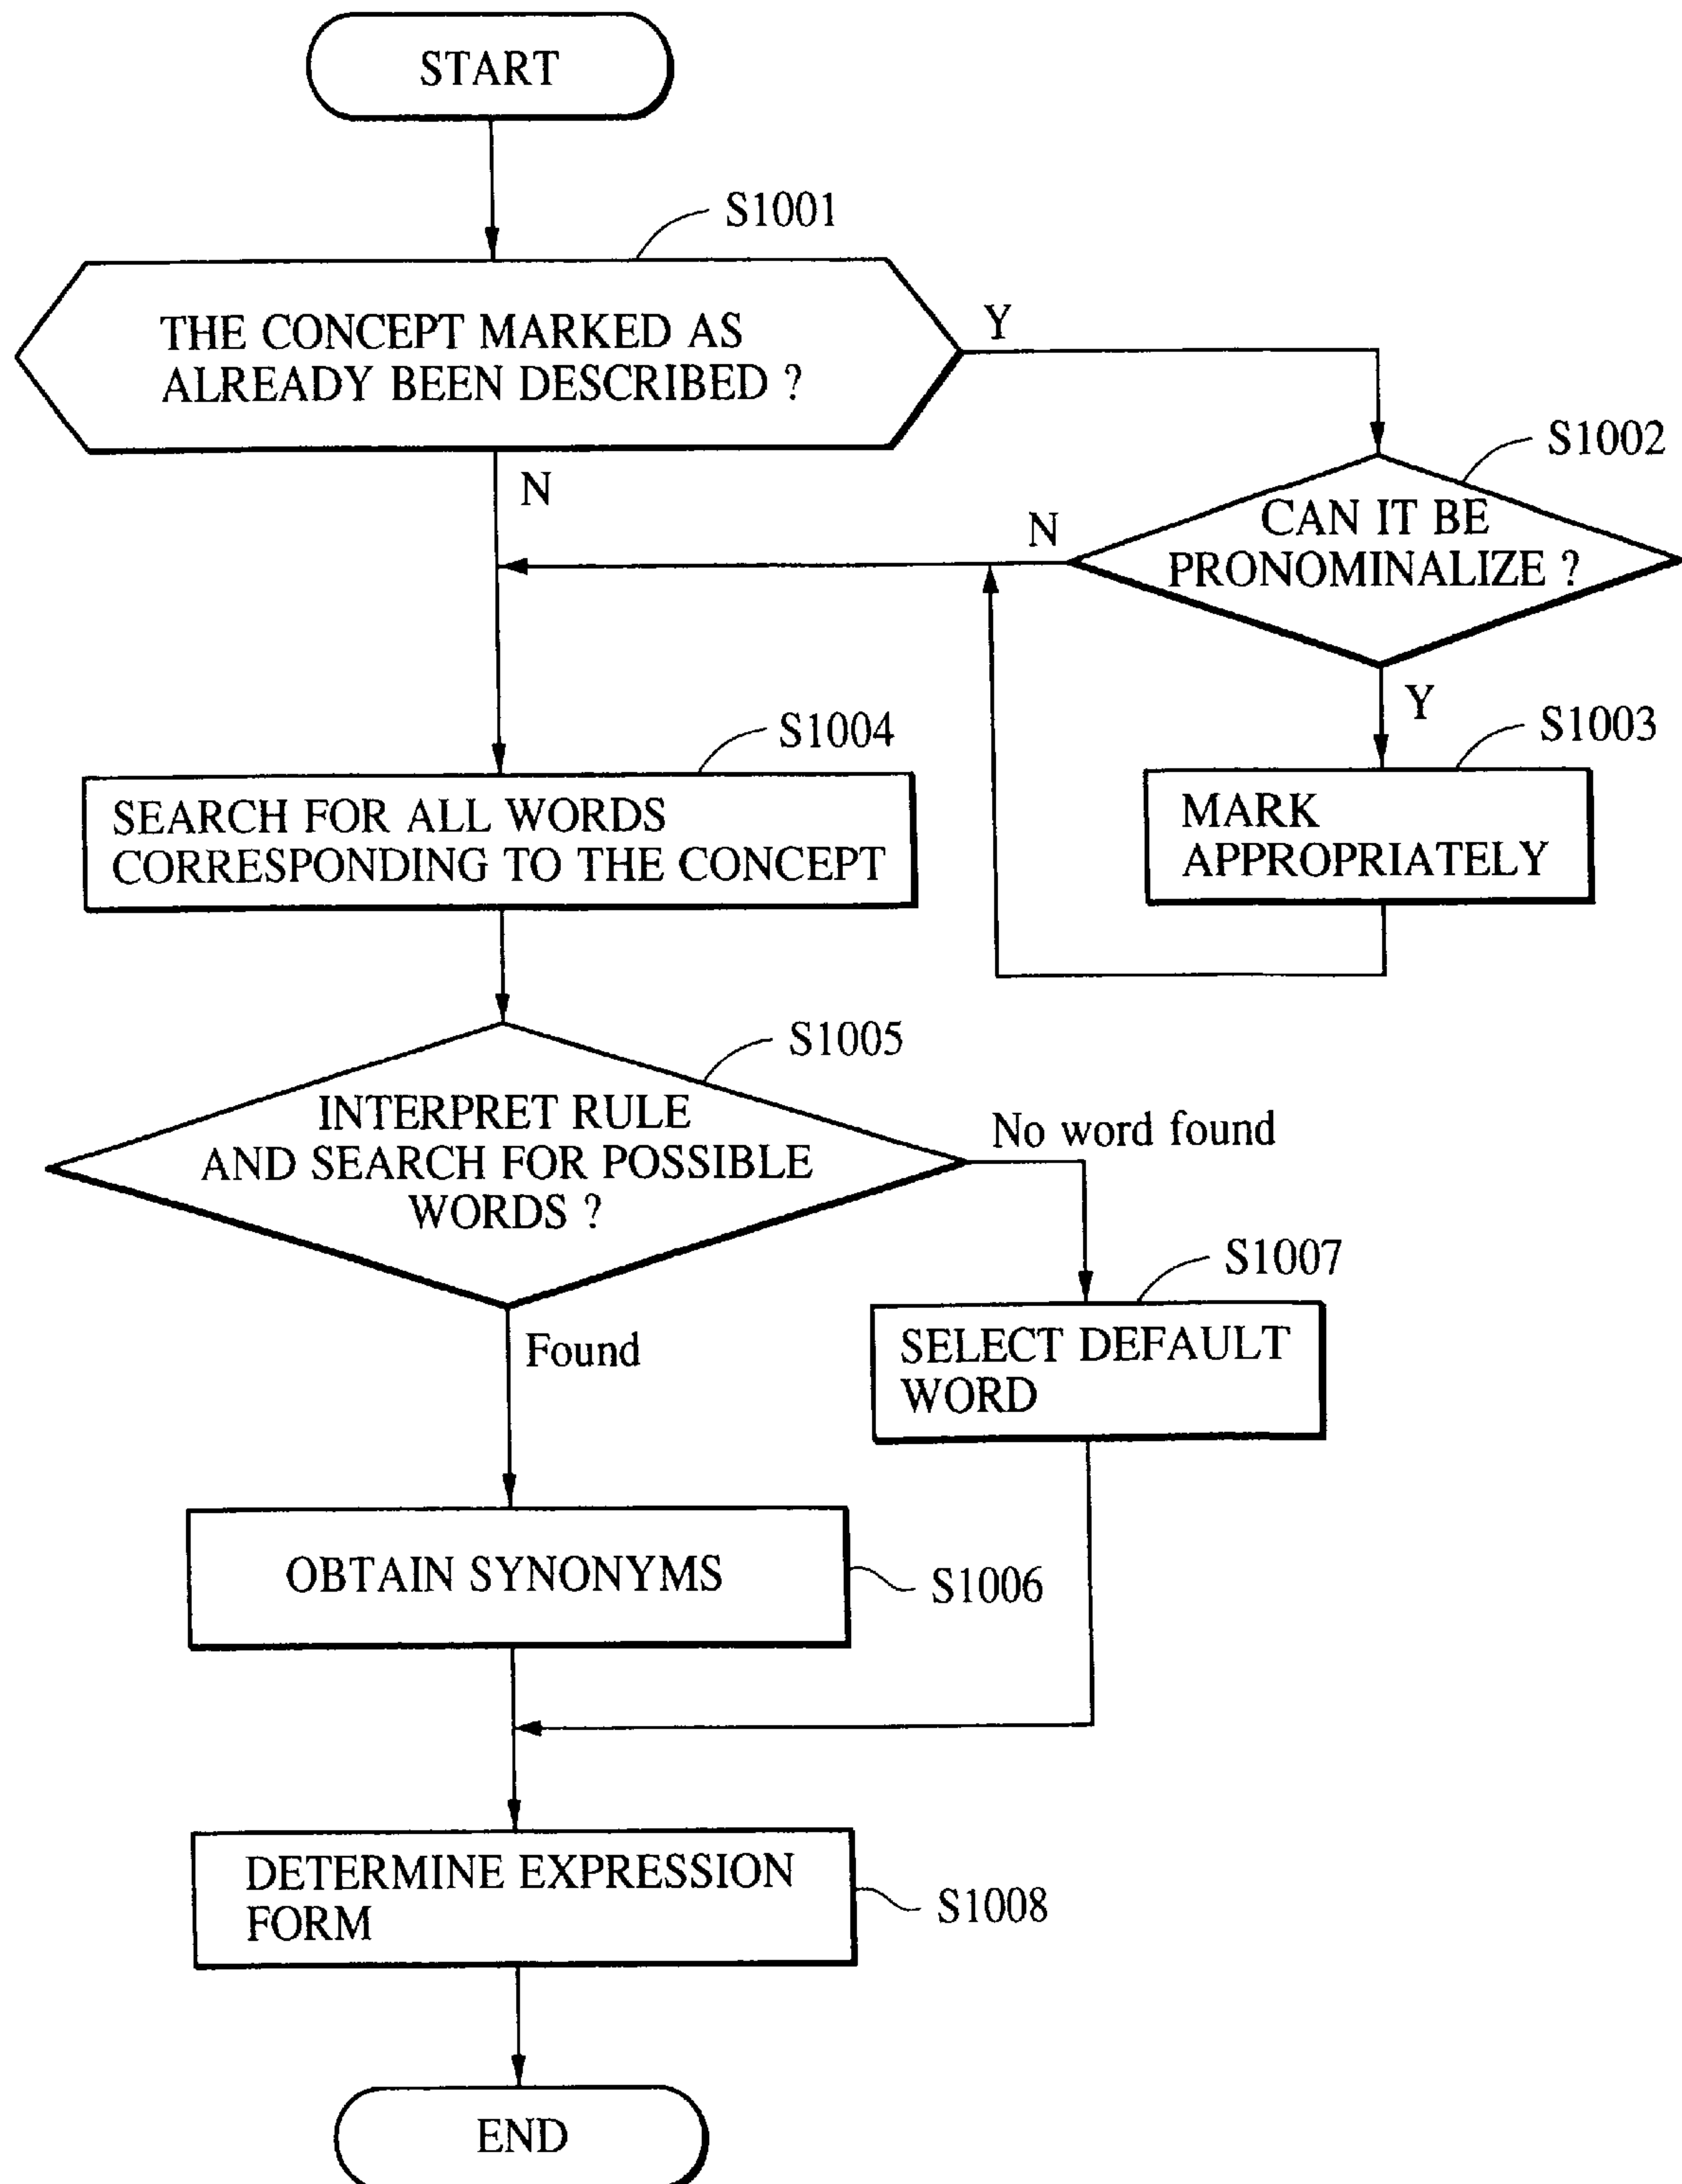 START
S1001
THE CONCEPT MARKED AS
ALREADY BEEN DESCRIBED ?
Y
N
S1002
CAN IT BE
PRONOMINALIZE ?
N
Y
S1003
MARK
APPROPRIATELY
S1004
SEARCH FOR ALL WORDS
CORRESPONDING TO THE CONCEPT
S1005
INTERPRET RULE
AND SEARCH FOR POSSIBLE
WORDS ?
No word found
Found
S1007
SELECT DEFAULT
WORD
OBTAIN SYNONYMS
S1006
DETERMINE EXPRESSION
FORM
S1008
END